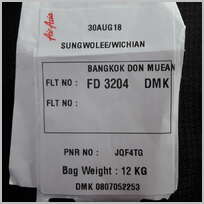 AirAsia
30AUG18
SUNGWOLEE/WICHIAN
BANGKOK DON MUEAN
FLT NO : FD 3204 DMK
FLT NO :
PNR NO : JQF4TG
Bag Weight : 12 KG
DMK 0807052253